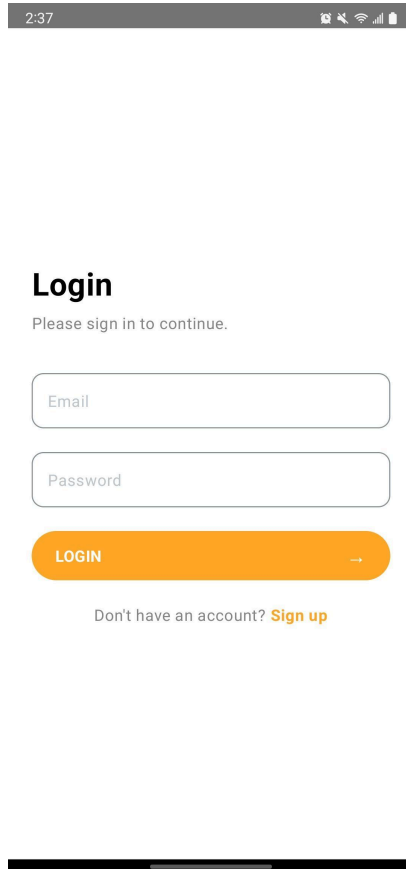 2:37
Login
Please sign in to continue.
Email
Password
LOGIN →
Don't have an account? Sign up